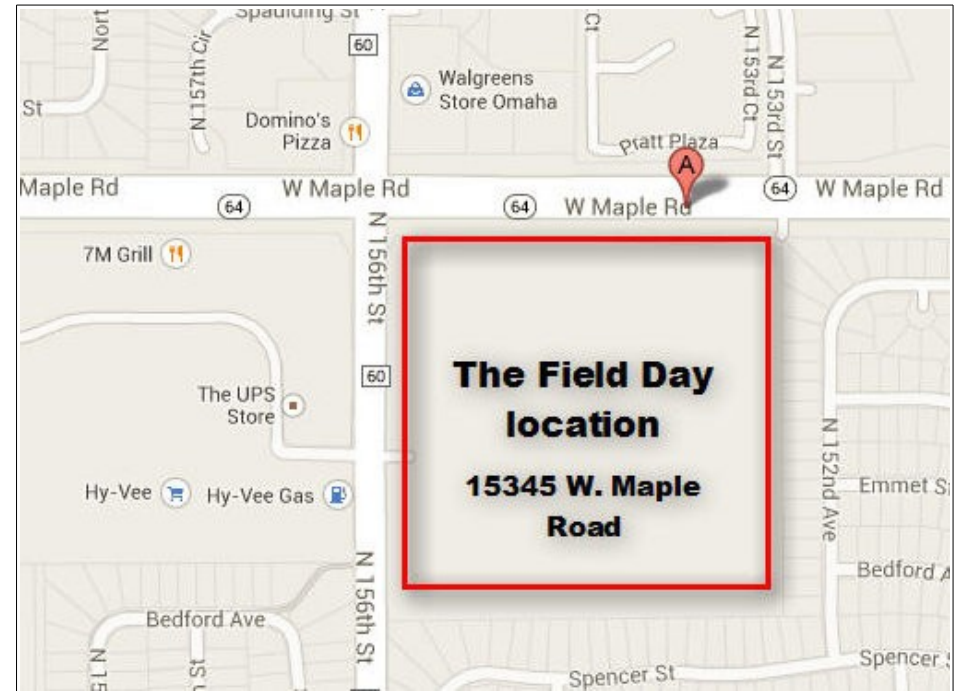 Spaulding St
Nort
60
N 157th Cir
Ct
N 153rd Ct
N 153rd St
Walgreens
Store Omaha
St
Domino's
Pizza
Pratt Plaza
A
Maple Rd
W Maple Rd
64
64
W Maple Rd
64
W Maple Rd
7M Grill
N 156th St
60
The UPS
Store
The Field Day
location
15345 W. Maple
Road
N 152nd Ave
Hy-Vee
Hy-Vee Gas
Emmet S
Bedford A
N 156th St
Bedford Ave
N 15
St
Spencer St
Spencer